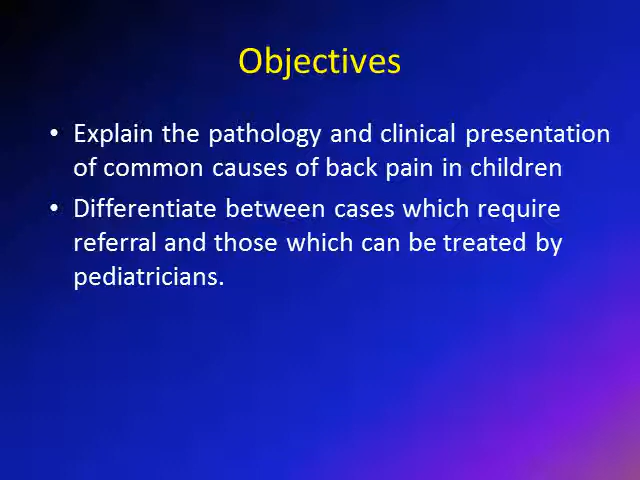 Objectives
• Explain the pathology and clinical presentation
of common causes of back pain in children
• Differentiate between cases which require
referral and those which can be treated by
pediatricians.